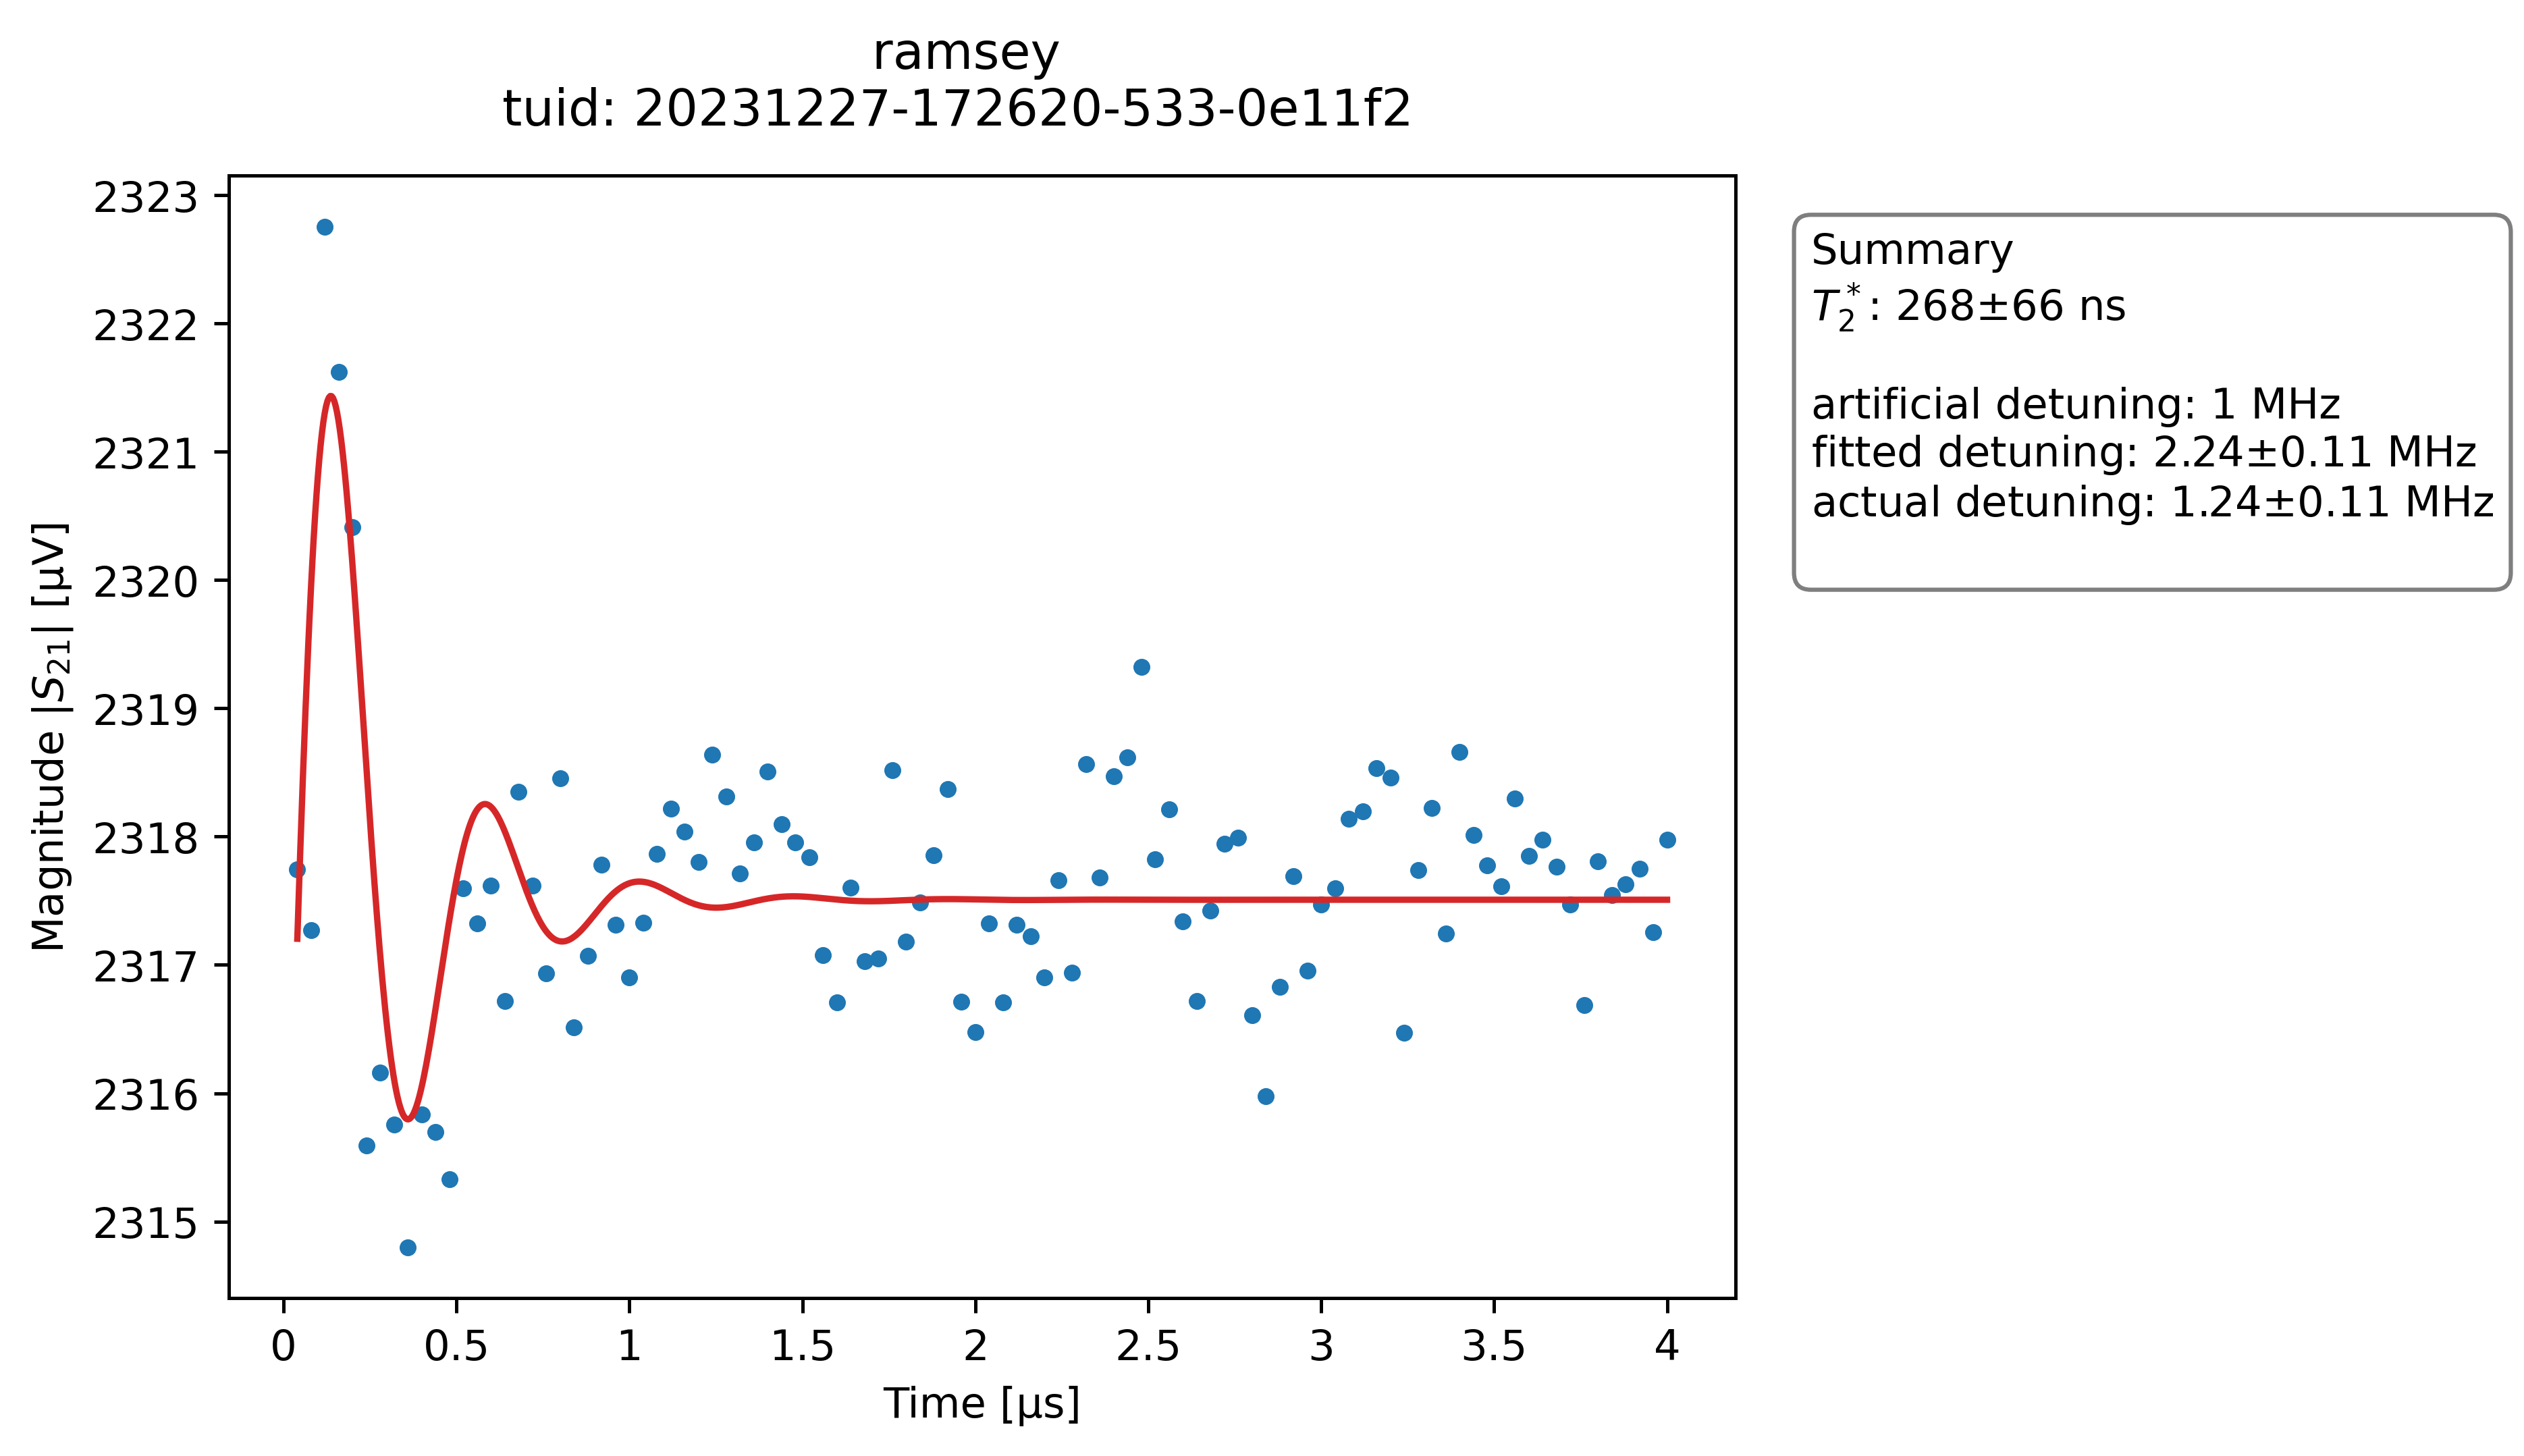 ramsey
tuid: 20231227-172620-533-0e11f2
2323
2322
2321
2320
2319
2318
2317
2316
2315
Magnitude |S21| [µV]
0 0.5 1 1.5 2 2.5 3 3.5 4
Time [µs]
Summary
T2*: 268±66 ns
artificial detuning: 1 MHz
fitted detuning: 2.24±0.11 MHz
actual detuning: 1.24±0.11 MHz